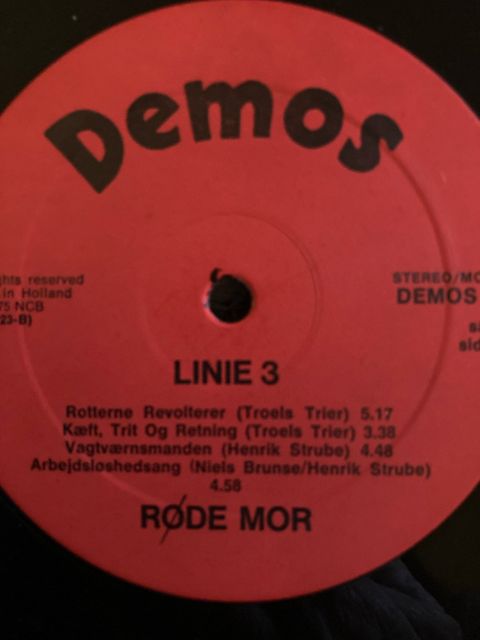 Demos
ghts reserved
in Holland
75 NCB
23-B)
STEREO/MO
DEMOS
sid
LINIE 3
Rotterne Revolterer (Troels Trier) 5.17
Kæft, Trit Og Retning (Troels Trier) 3.38
Vagtværnsmanden (Henrik Strube) 4.48
Arbejdsløshedsang (Niels Brunse/Henrik Strube)
4.58
RØDE MOR